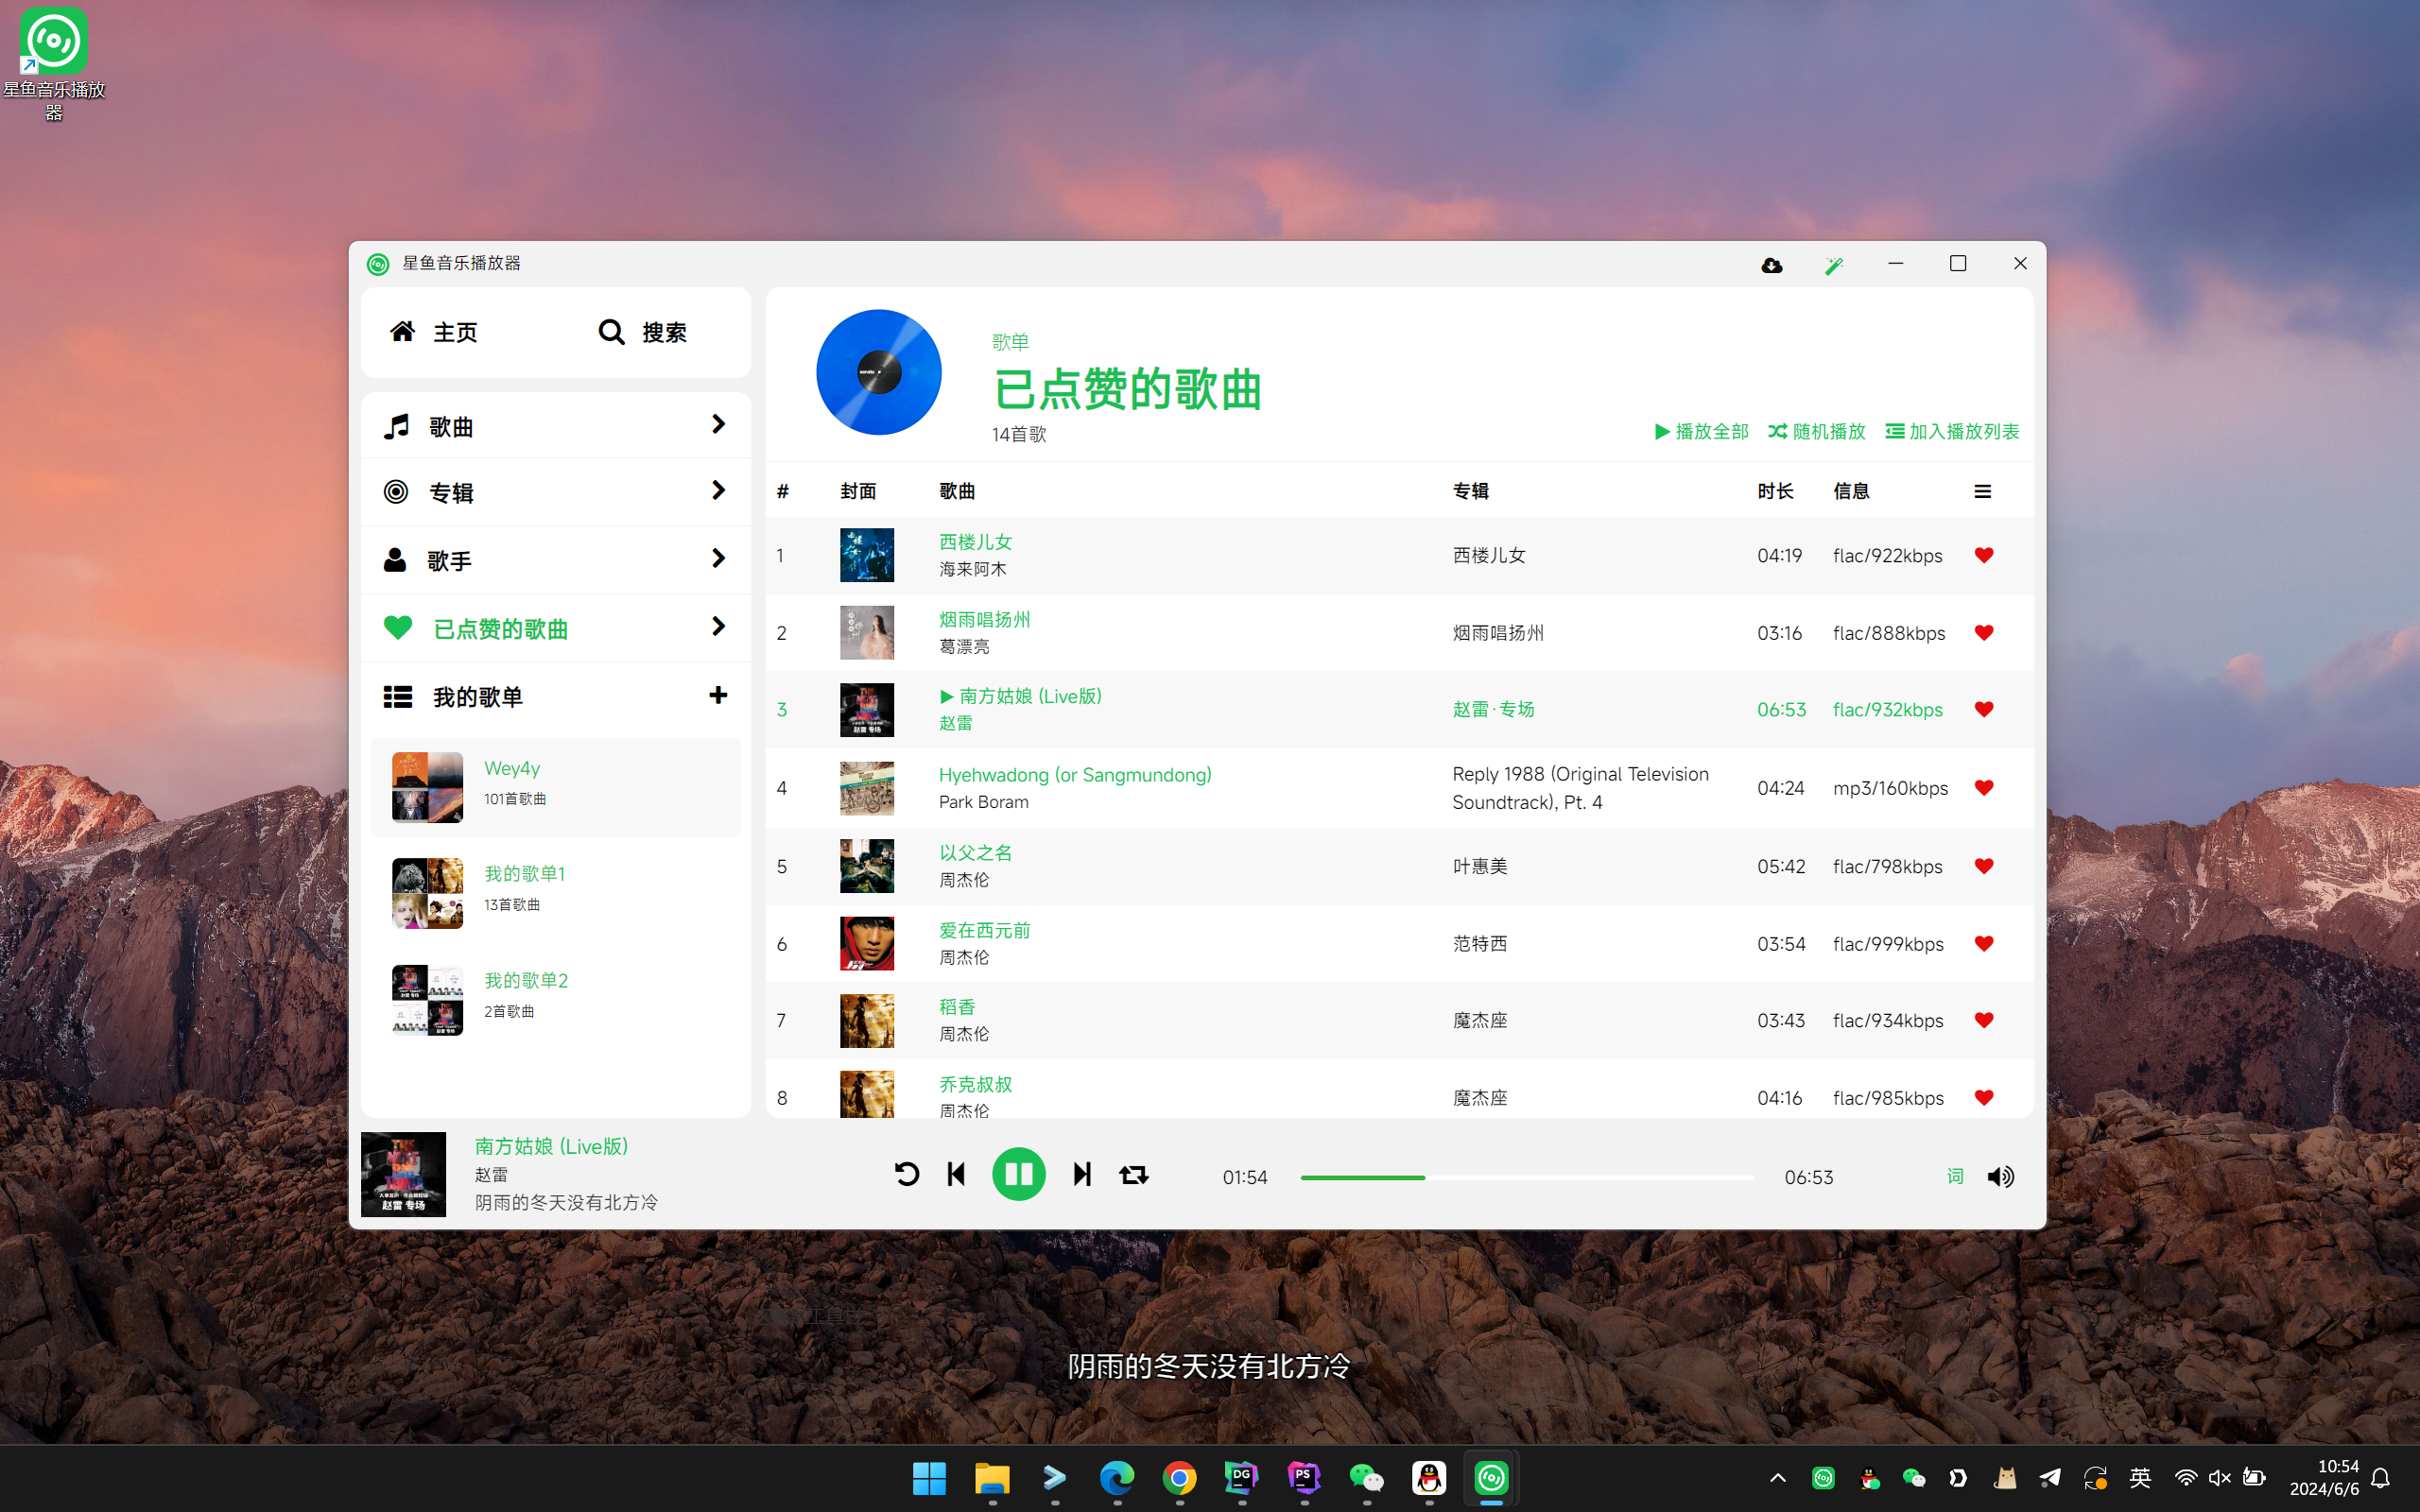 星鱼音乐播放
器
星鱼音乐播放器
主页
搜索
歌曲
专辑
歌手
已点赞的歌曲
我的歌单
Wey4y
101首歌曲
我的歌单1
13首歌曲
我的歌单2
2首歌曲
歌单
已点赞的歌曲
14首歌
播放全部 随机播放 加入播放列表
# 封面 歌曲 专辑 时长 信息
1 西楼儿女 西楼儿女 04:19 flac/922kbps
海来阿木
2 烟雨唱扬州 烟雨唱扬州 03:16 flac/888kbps
葛漂亮
3 南方姑娘 (Live版) 赵雷·专场 06:53 flac/932kbps
赵雷
4 Hyehwadong (or Sangmundong) Reply 1988 (Original Television 04:24 mp3/160kbps
Park Boram Soundtrack), Pt. 4
5 以父之名 叶惠美 05:42 flac/798kbps
周杰伦
6 爱在西元前 范特西 03:54 flac/999kbps
周杰伦
7 稻香 魔杰座 03:43 flac/934kbps
周杰伦
8 乔克叔叔 魔杰座 04:16 flac/985kbps
周杰伦
赵雷 专场
南方姑娘 (Live版)
赵雷
阴雨的冬天没有北方冷
01:54
06:53
词
阴雨的冬天没有北方冷
DG
PS
英
10:54
2024/6/6